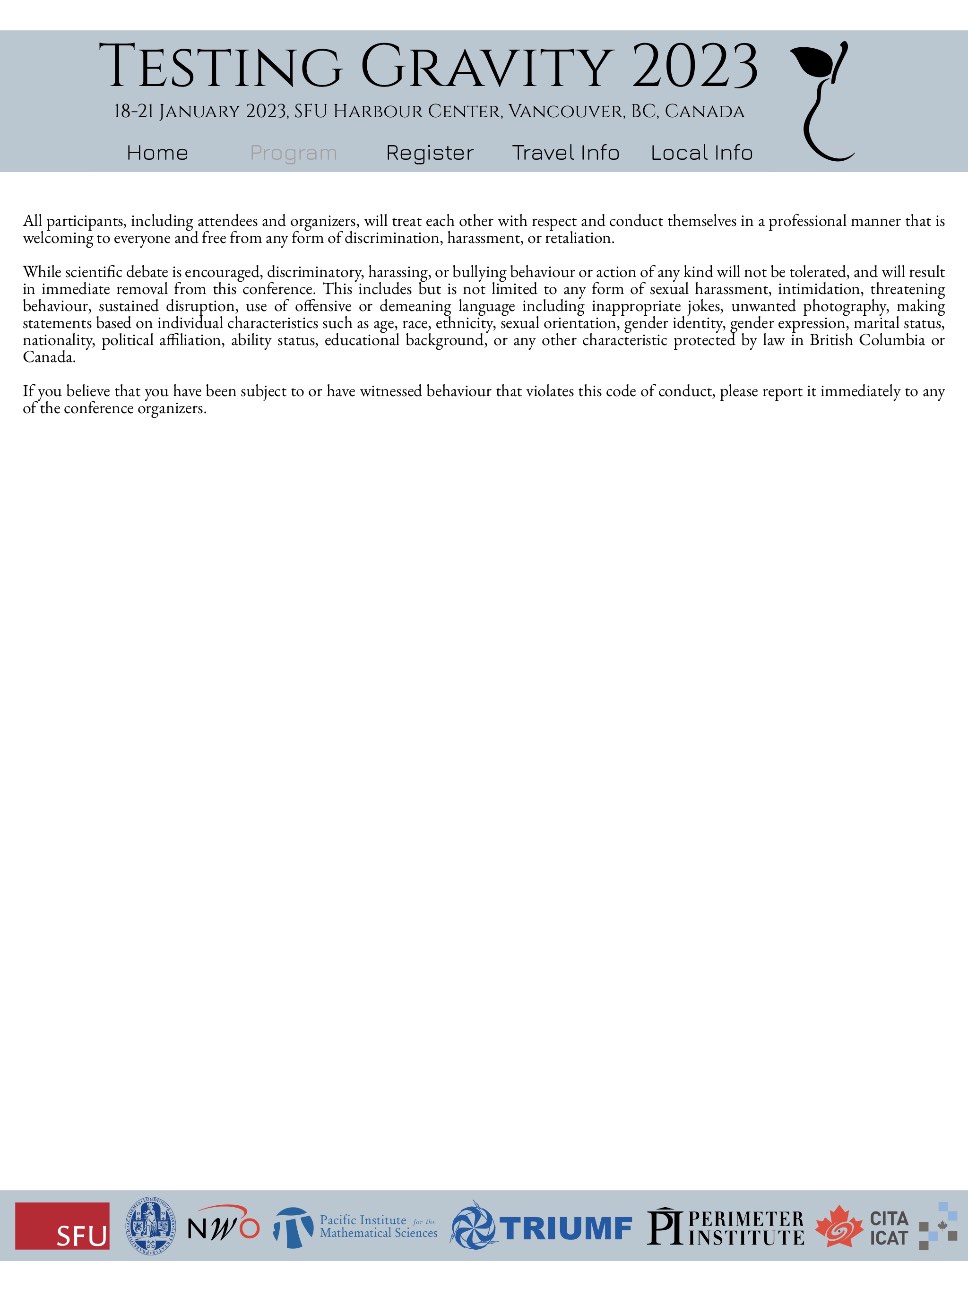 Testing Gravity 2023
18-21 January 2023, SFU Harbour Center, Vancouver, BC, Canada
Home Program Register Travel Info Local Info
All participants, including attendees and organizers, will treat each other with respect and conduct themselves in a professional manner that is
welcoming to everyone and free from any form of discrimination, harassment, or retaliation.
While scientific debate is encouraged, discriminatory, harassing, or bullying behaviour or action of any kind will not be tolerated, and will result
in immediate removal from this conference. This includes but is not limited to any form of sexual harassment, intimidation, threatening
behaviour, sustained disruption, use of offensive or demeaning language including inappropriate jokes, unwanted photography, making
statements based on individual characteristics such as age, race, ethnicity, sexual orientation, gender identity, gender expression, marital status,
nationality, political affiliation, ability status, educational background, or any other characteristic protected by law in British Columbia or
Canada.
If you believe that you have been subject to or have witnessed behaviour that violates this code of conduct, please report it immediately to any
of the conference organizers.
SFU
NWO
Pacific Institute for the
Mathematical Sciences
TRIUMF
PI PERIMETER
INSTITUTE
CITA
ICAT